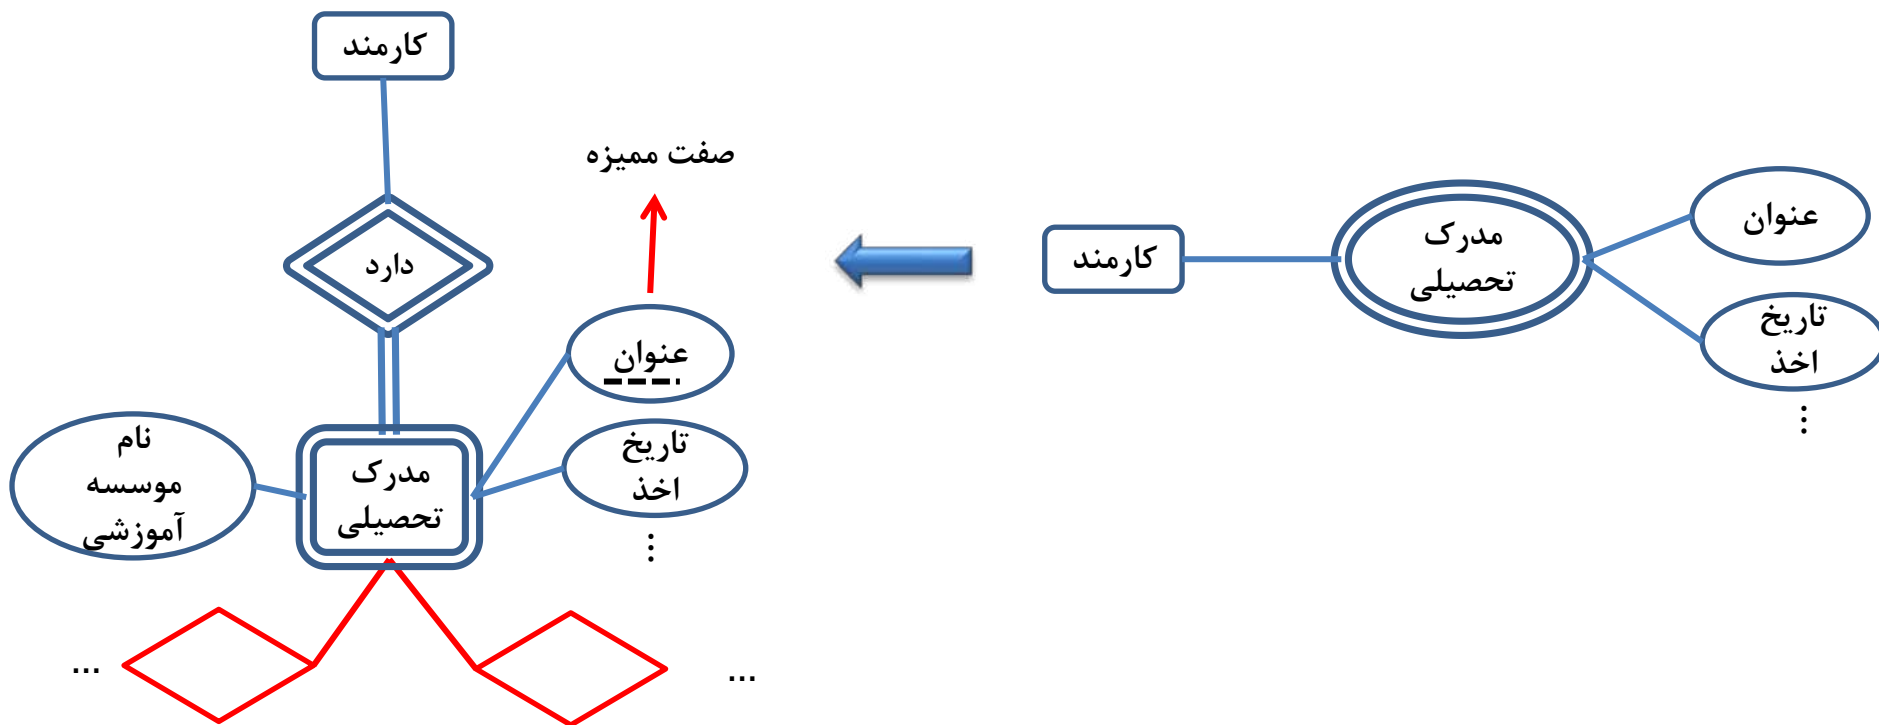 کارمند
صفت ممیزه
دارد
عنوان
تاریخ
اخذ
⋮
مدرک
تحصیلی
نام
موسسه
آموزشی
...
...
کارمند
مدرک
تحصیلی
عنوان
تاریخ
اخذ
⋮